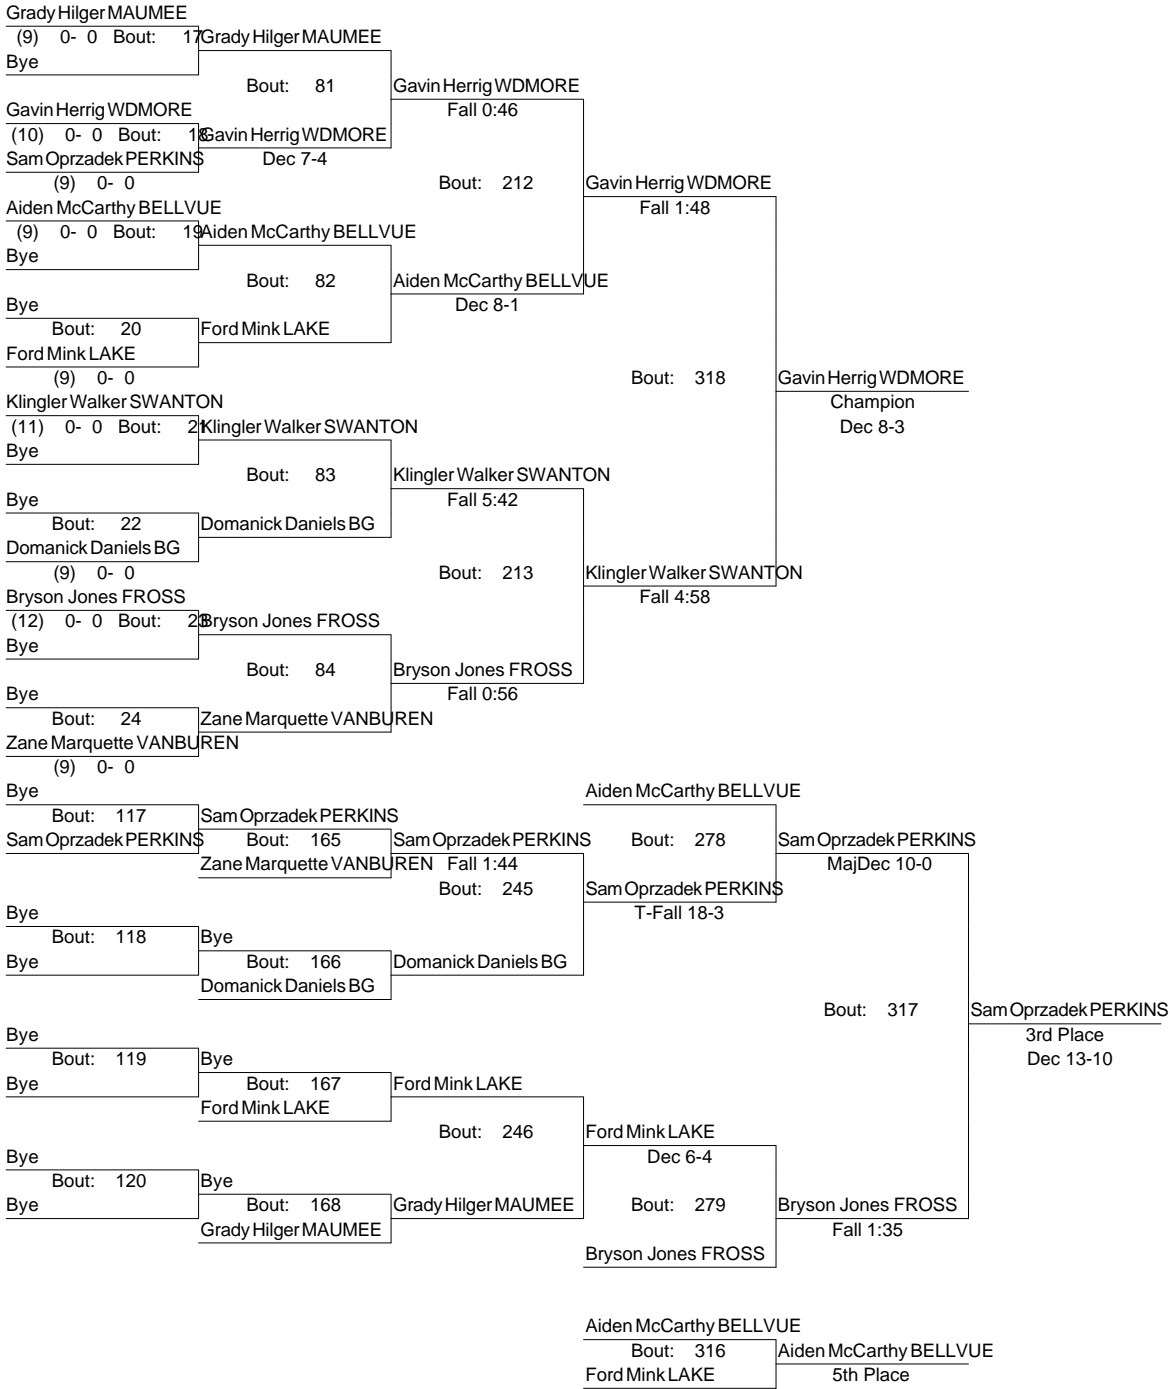 Grady Hilger MAUMEE
(9) 0- 0 Bout: 17 Grady Hilger MAUMEE
Bye
Bout: 81 Gavin Herrig WDMORE
Gavin Herrig WDMORE Fall 0:46
(10) 0- 0 Bout: 18 Gavin Herrig WDMORE
Sam Oprzadek PERKINS Dec 7-4
(9) 0- 0 Bout: 212 Gavin Herrig WDMORE
Aiden McCarthy BELLVUE Fall 1:48
(9) 0- 0 Bout: 19 Aiden McCarthy BELLVUE
Bye
Bout: 82 Aiden McCarthy BELLVUE
Bye Dec 8-1
Bout: 20 Ford Mink LAKE
Ford Mink LAKE
(9) 0- 0 Bout: 318 Gavin Herrig WDMORE
Klingler Walker SWANTON Champion
(11) 0- 0 Bout: 21 Klingler Walker SWANTON Dec 8-3
Bye
Bout: 83 Klingler Walker SWANTON
Bye Fall 5:42
Bout: 22 Domanick Daniels BG
Domanick Daniels BG
(9) 0- 0 Bout: 213 Klingler Walker SWANTON
Bryson Jones FROSS Fall 4:58
(12) 0- 0 Bout: 23 Bryson Jones FROSS
Bye
Bout: 84 Bryson Jones FROSS
Bye Fall 0:56
Bout: 24 Zane Marquette VANBUREN
Zane Marquette VANBUREN
(9) 0- 0
Bye Aiden McCarthy BELLVUE
Bout: 117 Sam Oprzadek PERKINS
Sam Oprzadek PERKINS Bout: 165 Sam Oprzadek PERKINS Bout: 278 Sam Oprzadek PERKINS
Zane Marquette VANBUREN Fall 1:44 MajDec 10-0
Bout: 245 Sam Oprzadek PERKINS
Bye T-Fall 18-3
Bout: 118 Bye
Bye Bout: 166 Domanick Daniels BG
Domanick Daniels BG
Bout: 317 Sam Oprzadek PERKINS
Bye 3rd Place
Bout: 119 Bye Dec 13-10
Bye Bout: 167 Ford Mink LAKE
Ford Mink LAKE
Bout: 246 Ford Mink LAKE
Bye Dec 6-4
Bout: 120 Bye
Bye Bout: 168 Grady Hilger MAUMEE Bout: 279 Bryson Jones FROSS
Grady Hilger MAUMEE Fall 1:35
Bryson Jones FROSS
Aiden McCarthy BELLVUE
Bout: 316 Aiden McCarthy BELLVUE
Ford Mink LAKE 5th Place